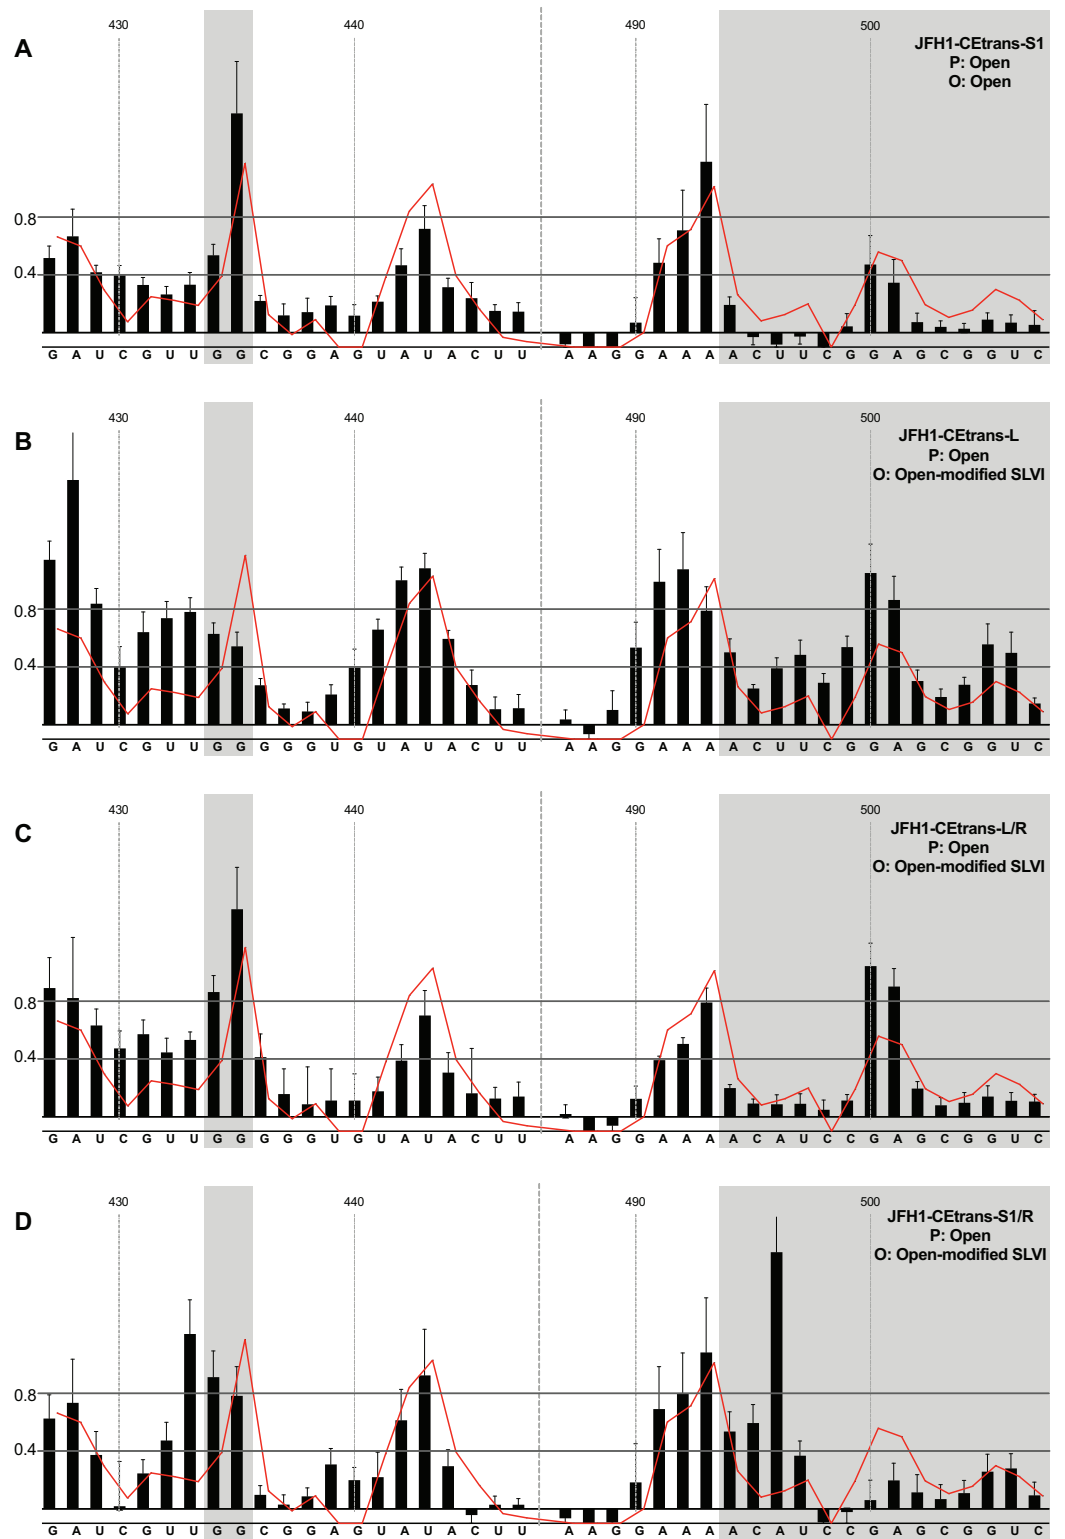 430 440 490 500
A
JFH1-CEtrans-S1
P: Open
O: Open
0.8
0.4
G A U C G U U G G C G G A G U A U A C U U A A G G A A A A C U U C G G A G C G G U C
430 440 490 500
B
JFH1-CEtrans-L
P: Open
O: Open-modified SLVI
0.8
0.4
G A U C G U U G G G G G U G U A U A C U U A A G G A A A A C U U C G G A G C G G U C
430 440 490 500
C
JFH1-CEtrans-L/R
P: Open
O: Open-modified SLVI
0.8
0.4
G A U C G U U G G G G G U G U A U A C U U A A G G A A A A C A U C C G A G C G G U C
430 440 490 500
D
JFH1-CEtrans-S1/R
P: Open
O: Open-modified SLVI
0.8
0.4
G A U C G U U G G C G G A G U A U A C U U A A G G A A A A C A U C C G A G C G G U C